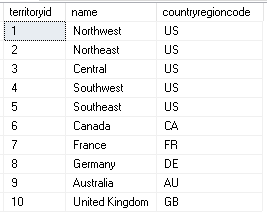 territoryid name countryregioncode
1 Northwest US
2 Northeast US
3 Central US
4 Southwest US
5 Southeast US
6 Canada CA
7 France FR
8 Germany DE
9 Australia AU
10 United Kingdom GB